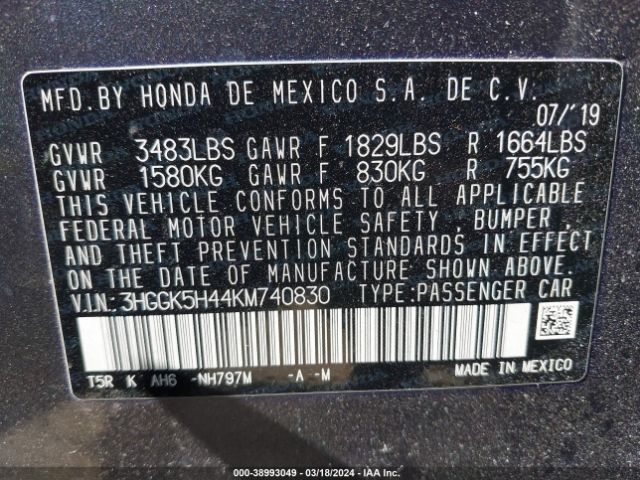 MFD.BY HONDA DE MEXICO S.A. DE C.V.
07/'19
GVWR 3483LBS GAWR F 1829LBS R 1664LBS
GVWR 1580KG GAWR F 830KG R 755KG
THIS VEHICLE CONFORMS TO ALL APPLICABLE
FEDERAL MOTOR VEHICLE SAFETY, BUMPER,
AND THEFT PREVENTION STANDARDS IN EFFECT
ON THE DATE OF MANUFACTURE SHOWN ABOVE.
V.I.N: 3HGGK5H44KM740830 TYPE:PASSENGER CAR
T5R K AH6 -NH797M -A -M
MADE IN MEXICO
000-38993049 | 03/18/2024 | IAA Inc.